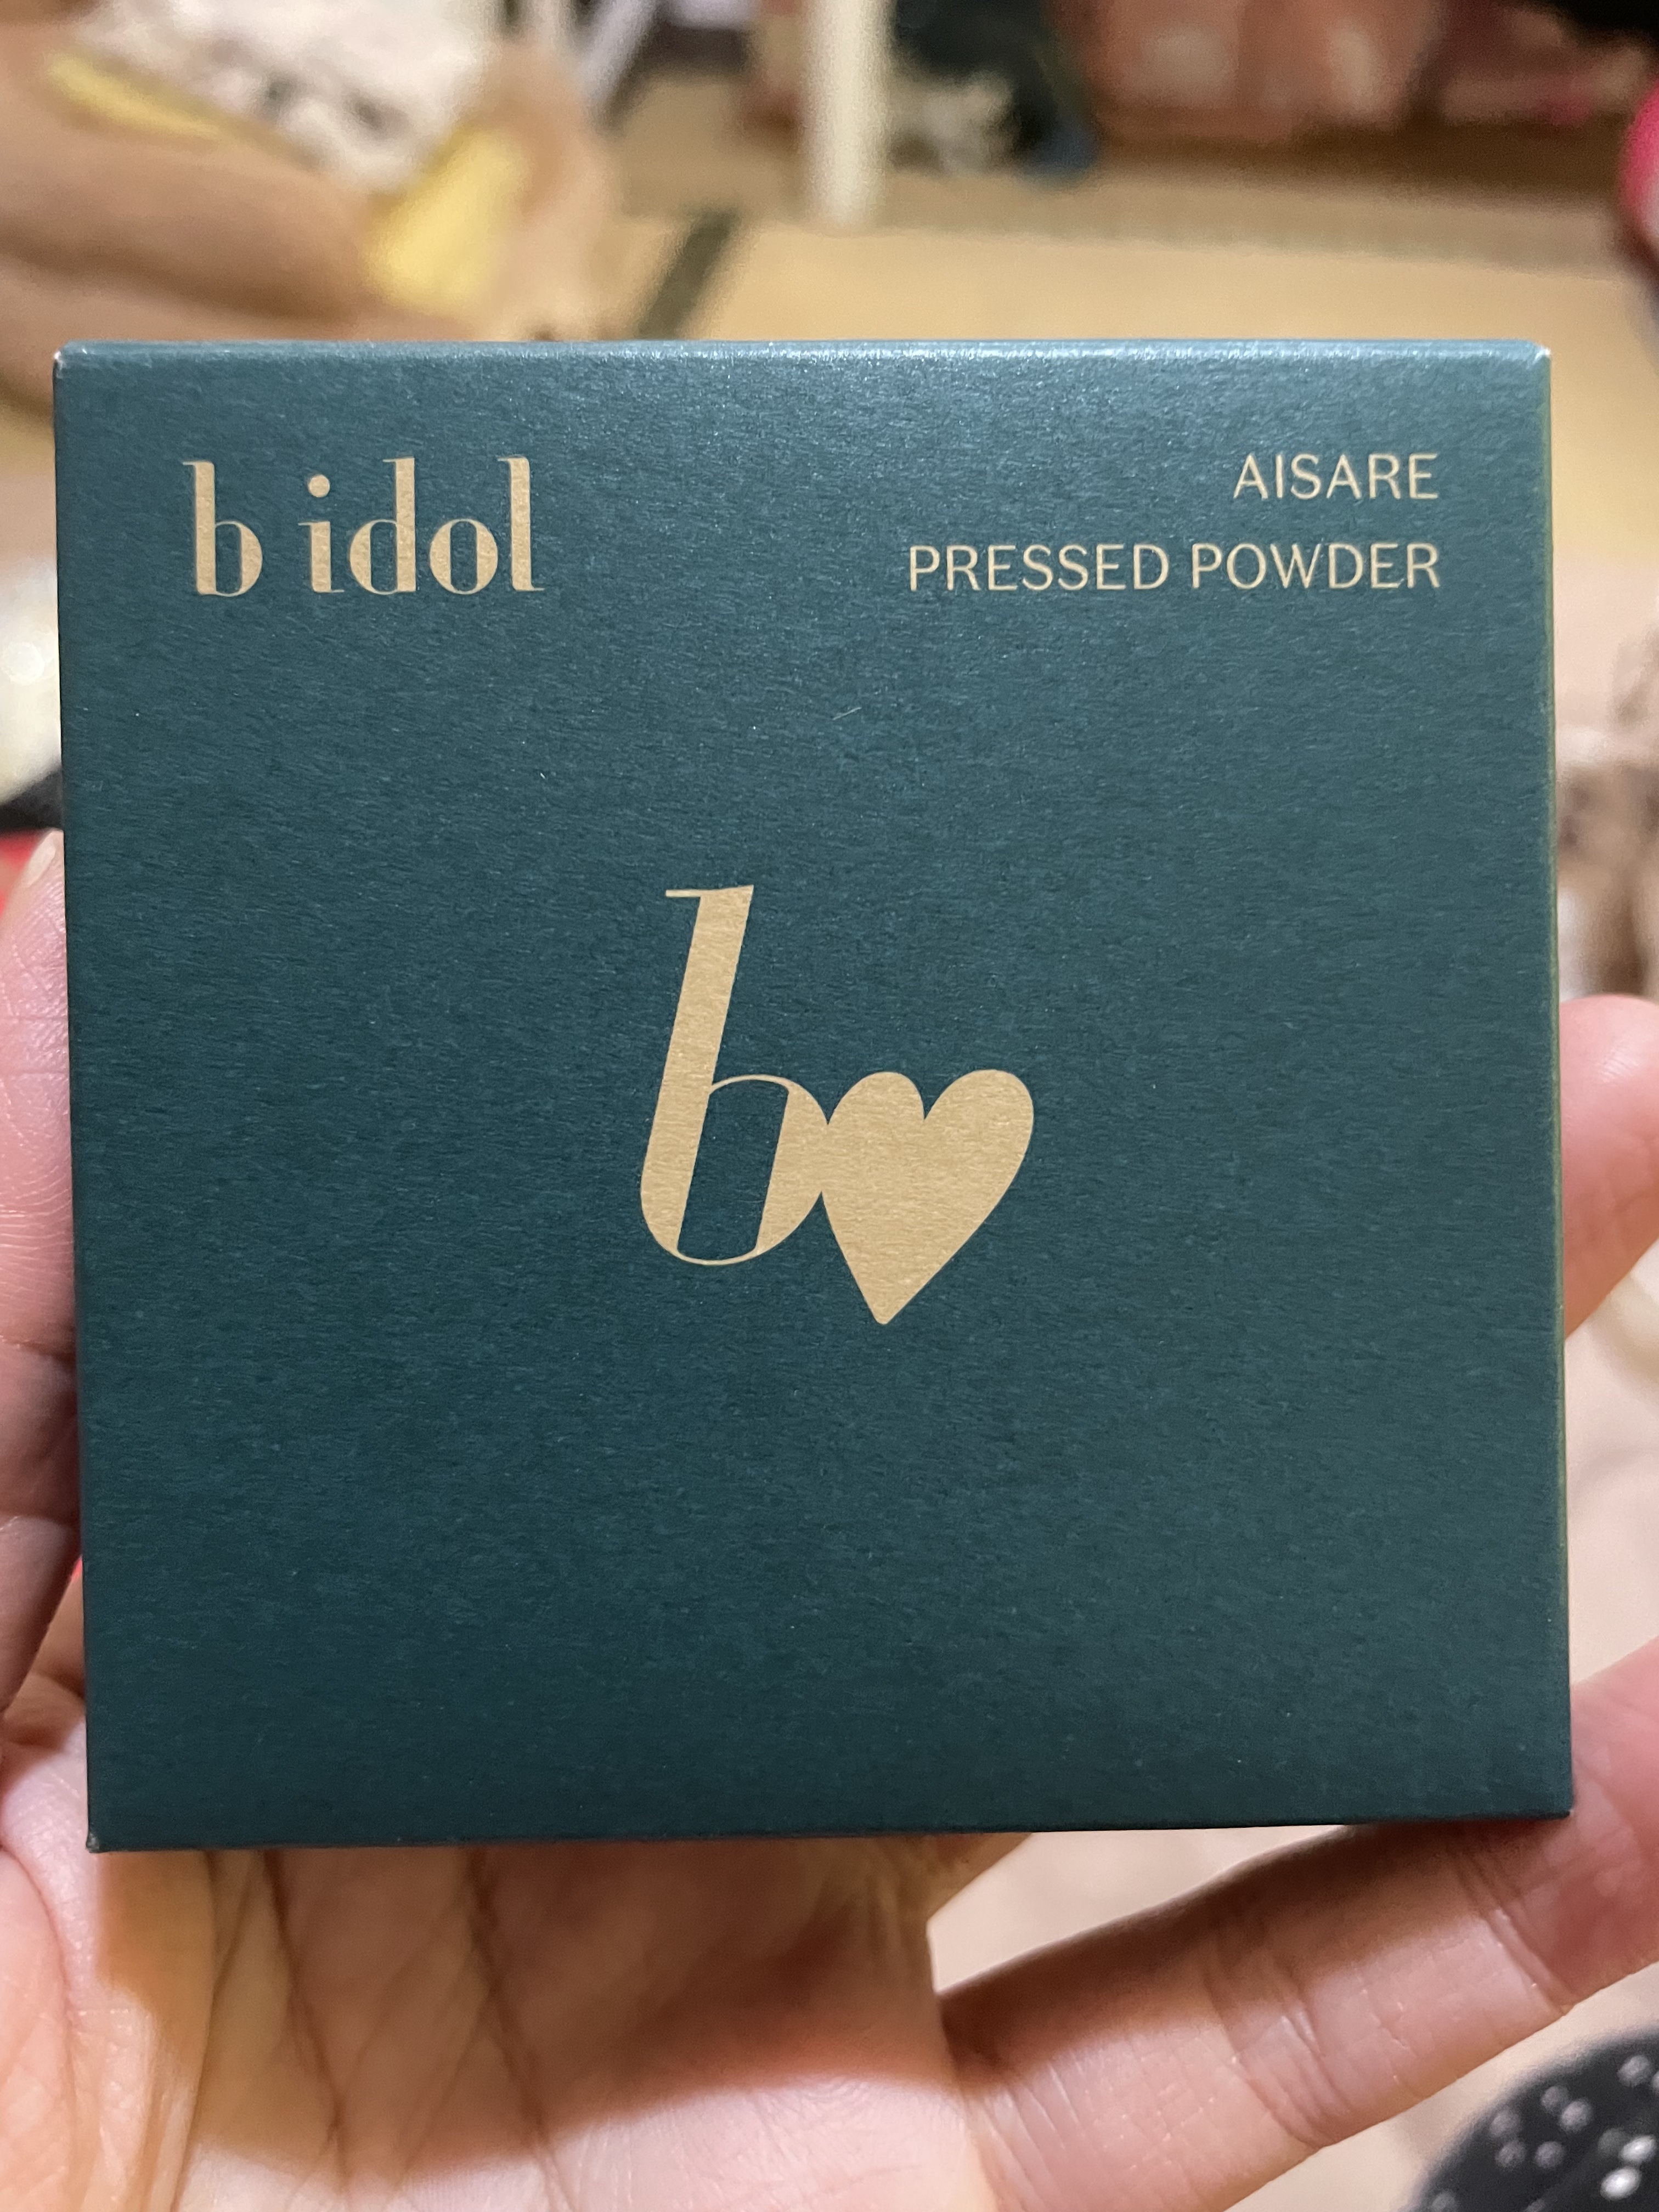 b idol
AISARE
PRESSED POWDER
b